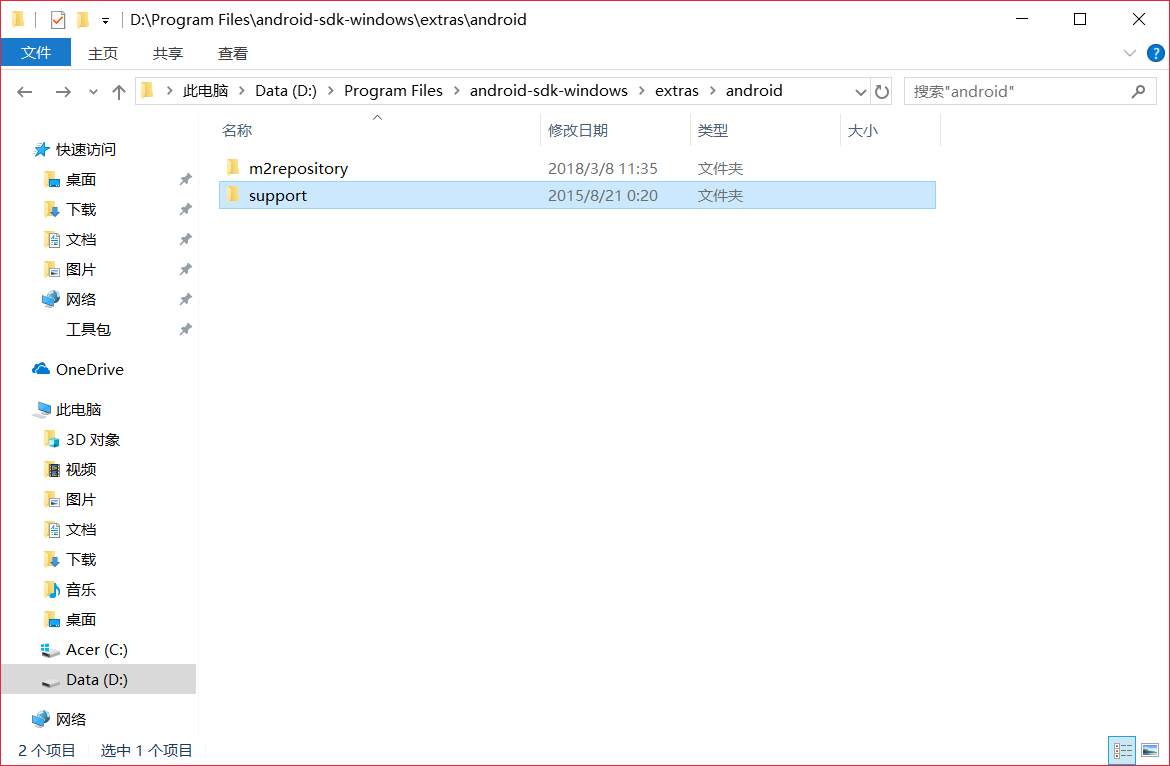 D:\Program Files\android-sdk-windows\extras\android
文件 主页 共享 查看
此电脑 Data (D:) Program Files android-sdk-windows extras android 搜索"android"
名称 修改日期 类型 大小
m2repository 2018/3/8 11:35 文件夹
support 2015/8/21 0:20 文件夹
快速访问
桌面
下载
文档
图片
网络
工具包
OneDrive
此电脑
3D 对象
视频
图片
文档
下载
音乐
桌面
Acer (C:)
Data (D:)
网络
2 个项目 选中 1 个项目